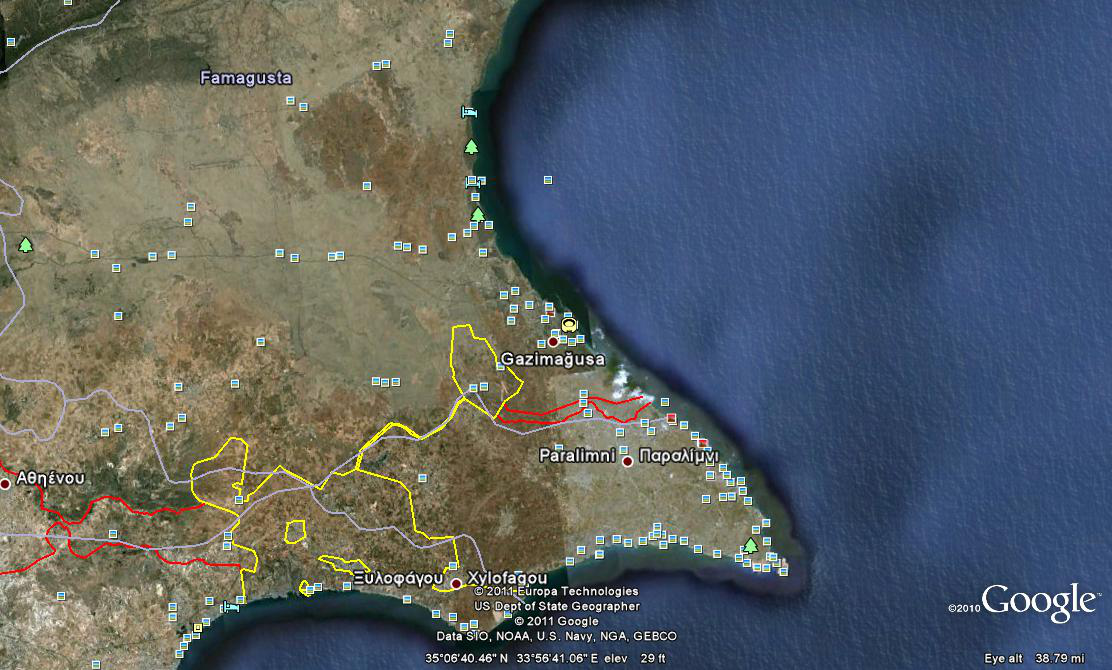 Famagusta
Gazimağusa
Paralimni Παραλίμνι
Αθηένου
Ξυλοφάγου Xylofagou
© 2011 Europa Technologies
US Dept of State Geographer
© 2011 Google
Data SIO, NOAA, U.S. Navy, NGA, GEBCO
©2010 Google™
35°06'40.46" N 33°56'41.06" E elev 29 ft
Eye alt 38.79 mi